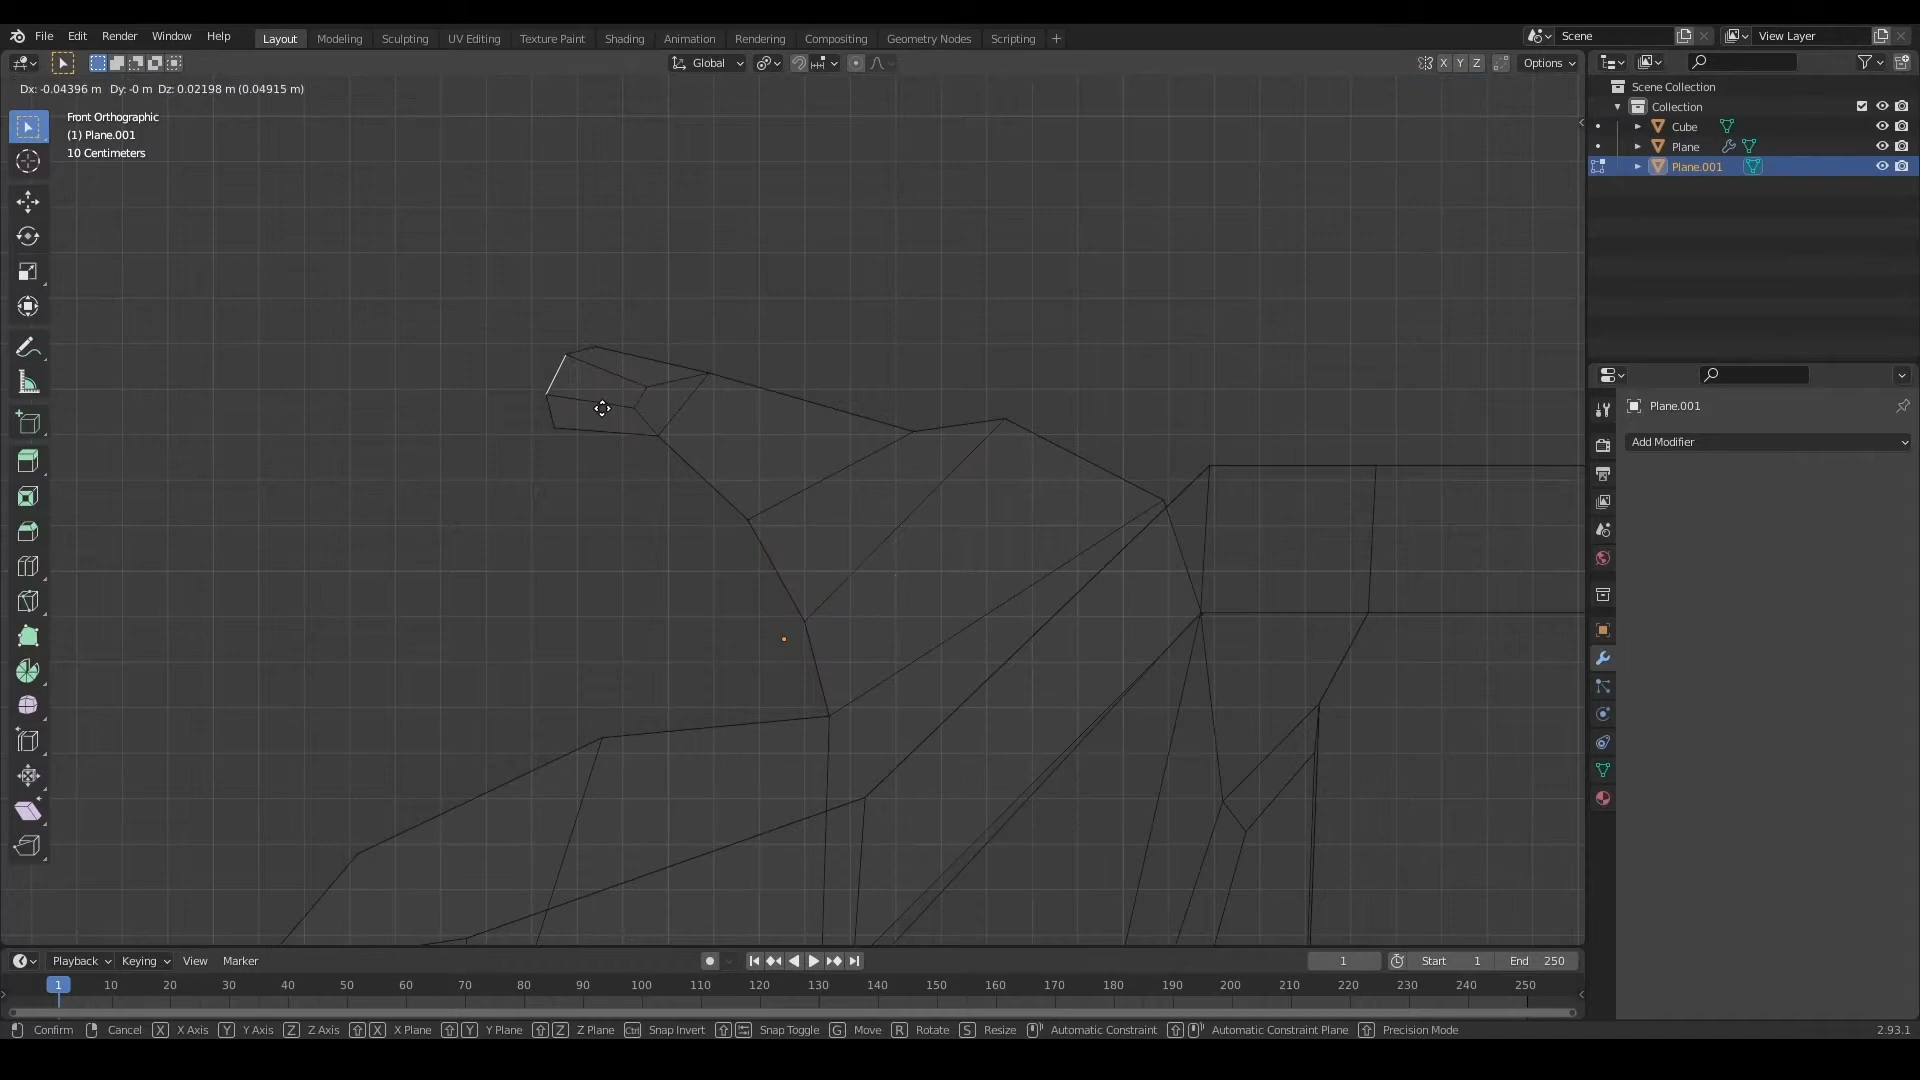 File Edit Render Window Help Layout Modeling Sculpting UV Editing Texture Paint Shading Animation Rendering Compositing Geometry Nodes Scripting + Scene View Layer
Global X Y Z Options
Dx: -0.04396 m Dy: -0 m Dz: 0.02198 m (0.04915 m)
Front Orthographic
(1) Plane.001
10 Centimeters
Scene Collection
Collection
Cube
Plane
Plane.001
Plane.001
Add Modifier
Playback Keying View Marker 1 Start 1 End 250
1 10 20 30 40 50 60 70 80 90 100 110 120 130 140 150 160 170 180 190 200 210 220 230 240 250
Confirm Cancel X X Axis Y Y Axis Z Z Axis X X Plane Y Y Plane Z Z Plane Ctrl Snap Invert Snap Toggle G Move R Rotate S Resize Automatic Constraint Automatic Constraint Plane Precision Mode 2.93.1